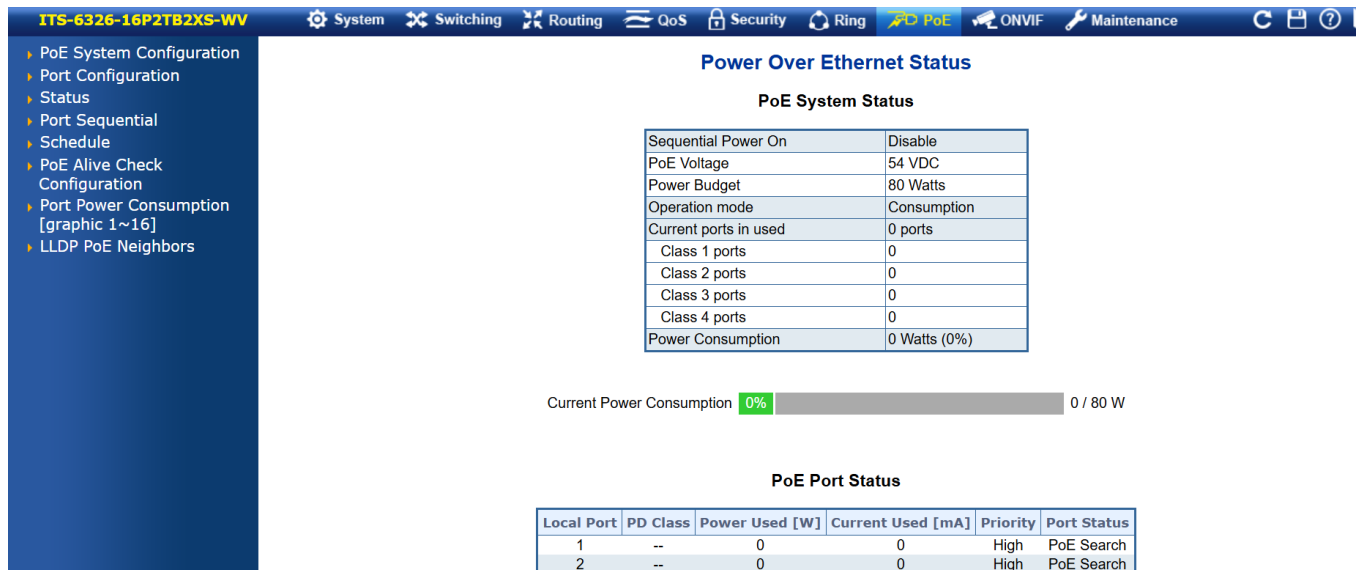 ITS-6326-16P2TB2XS-WV System Switching Routing QoS Security Ring PoE ONVIF Maintenance
PoE System Configuration
Port Configuration
Status
Port Sequential
Schedule
PoE Alive Check
Configuration
Port Power Consumption
[graphic 1~16]
LLDP PoE Neighbors
Power Over Ethernet Status
PoE System Status
Sequential Power On Disable
PoE Voltage 54 VDC
Power Budget 80 Watts
Operation mode Consumption
Current ports in used 0 ports
Class 1 ports 0
Class 2 ports 0
Class 3 ports 0
Class 4 ports 0
Power Consumption 0 Watts (0%)
Current Power Consumption 0% 0 / 80 W
PoE Port Status
Local Port PD Class Power Used [W] Current Used [mA] Priority Port Status
1 -- 0 0 High PoE Search
2 -- 0 0 High PoE Search